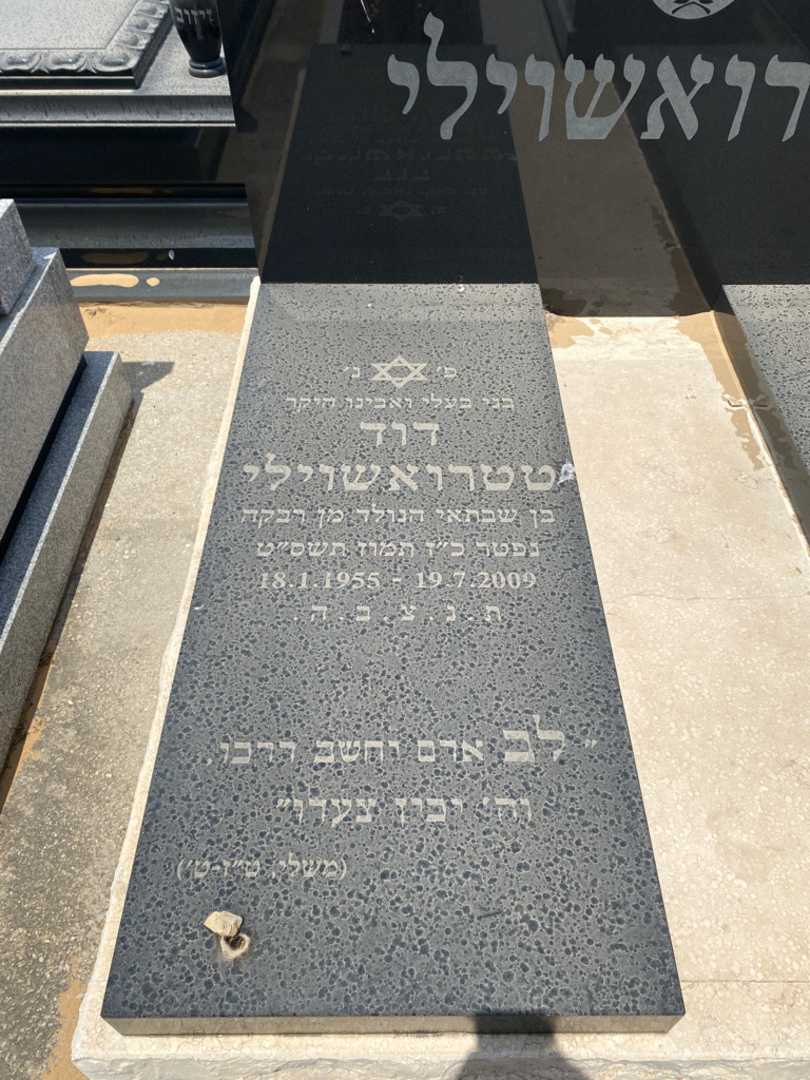 רואשוילי
פ׳ נ׳
בני בעלי ואבינו היקר
דוד
טטרואשוילי
בן שבתאי הנולד מן רבקה
נפטר כ״ז תמוז תשס״ט
18.1.1955 - 19.7.2009
ת.נ.צ.ב.ה.
״לב אדם יחשב דרכו,
וה׳ יכין צעדו״
(משלי, ט״ז-ט׳)